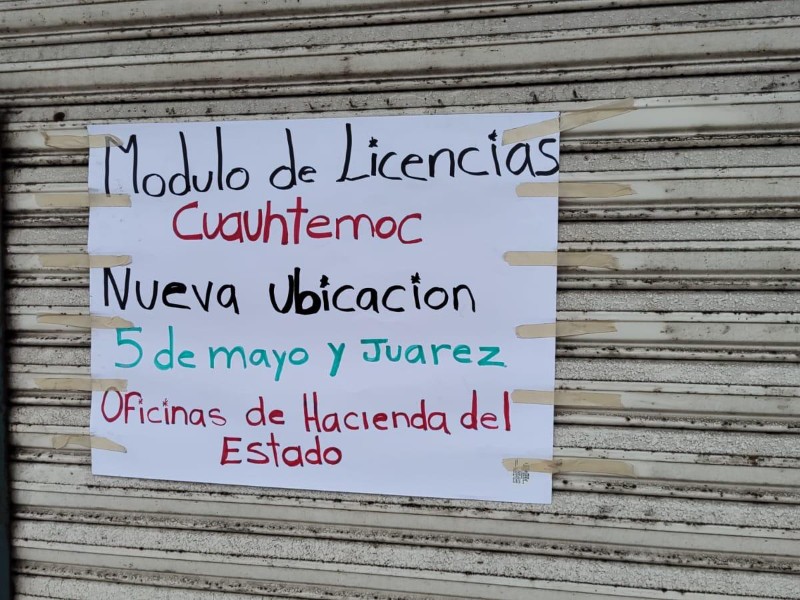 Modulo de Licencias
Cuauhtemoc
Nueva ubicacion
5 de mayo y Juarez
Oficinas de Hacienda del
Estado